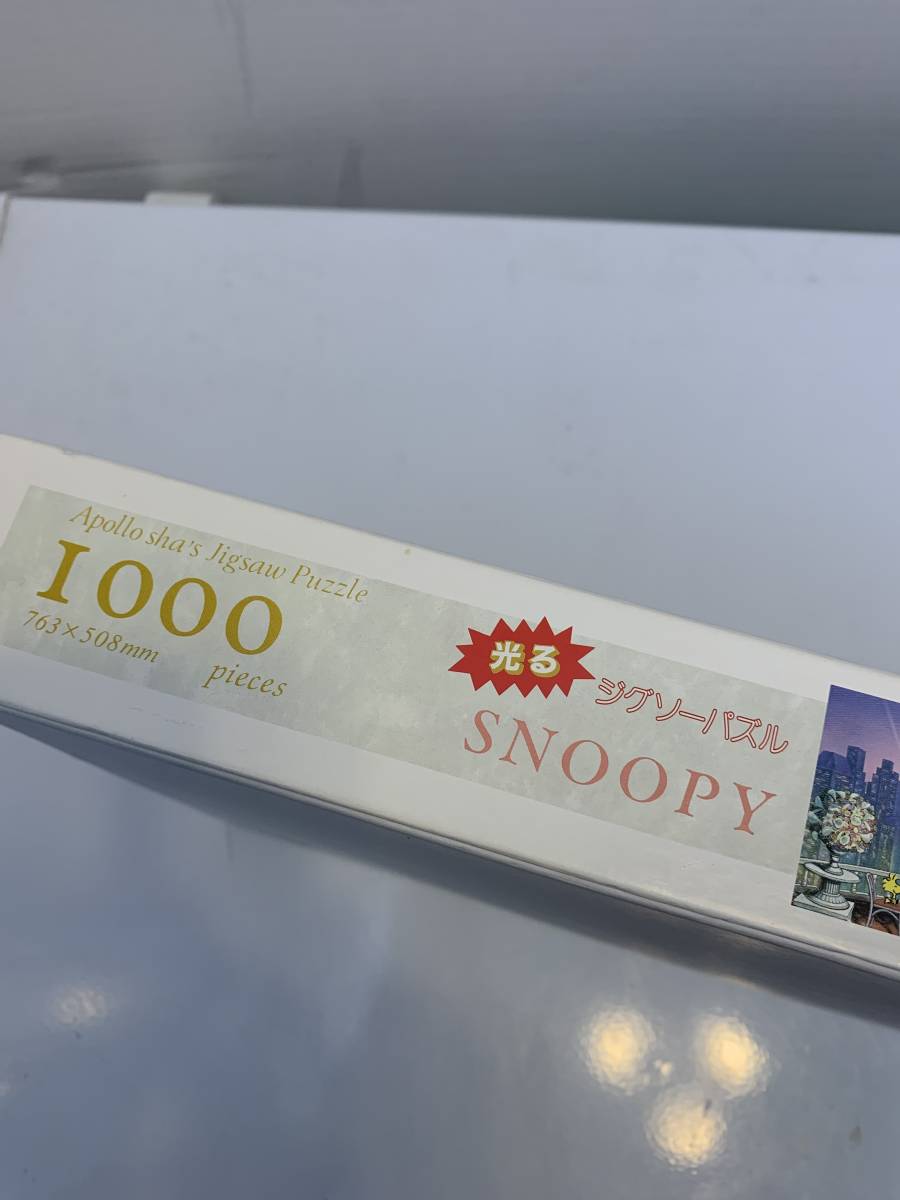 Apollo sha's Jigsaw Puzzle
1000
763×508mm
pieces
光る
ジグソーパズル
SNOOPY